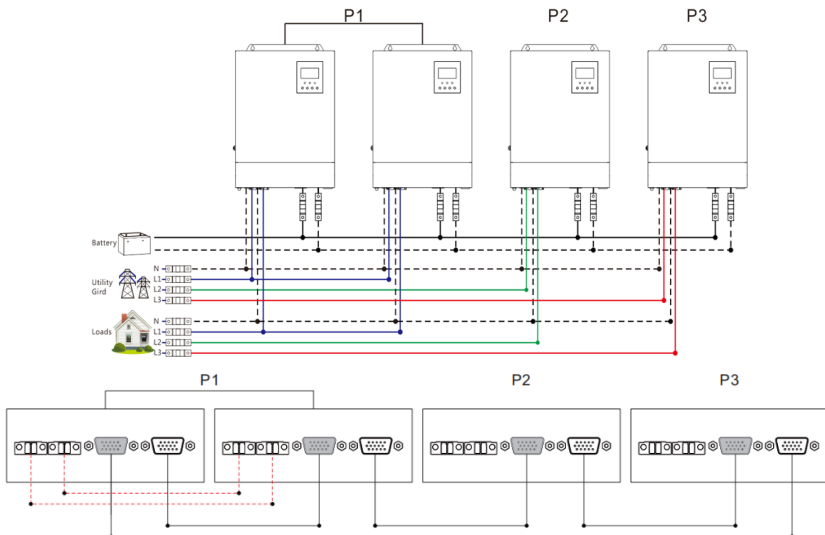 P1 P2 P3
Battery
N
Utility L1
Gird L2
L3
N
Loads L1
L2
L3
P1 P2 P3